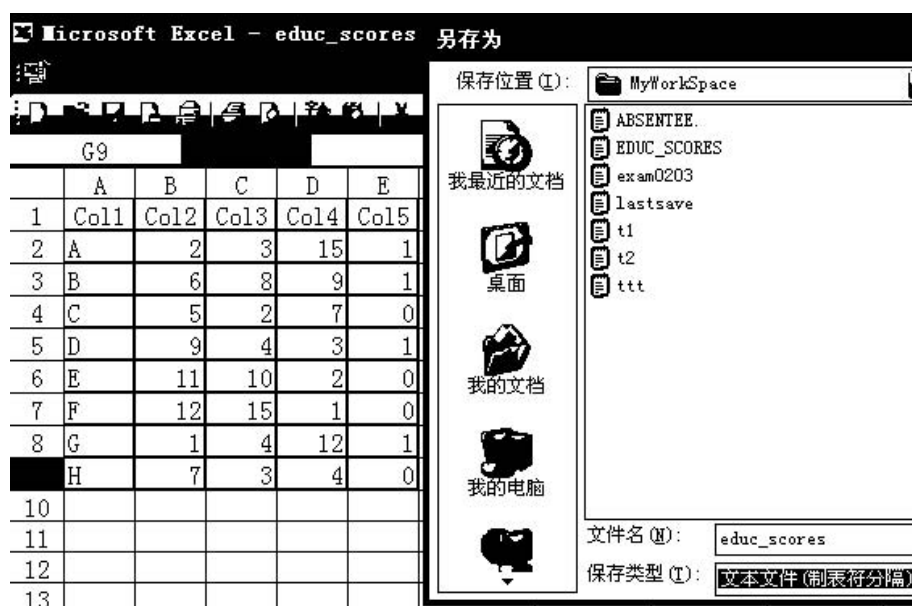 Microsoft Excel - educ_scores
G9
A B C D E
1 Col1 Col2 Col3 Col4 Col5
2 A 2 3 15 1
3 B 6 8 9 1
4 C 5 2 7 0
5 D 9 4 3 1
6 E 11 10 2 0
7 F 12 15 1 0
8 G 1 4 12 1
H 7 3 4 0
10
11
12
13
另存为
保存位置(I):
MyWorkSpace
我最近的文档
桌面
我的文档
我的电脑
ABSENTEE.
EDUC_SCORES
exam0203
lastsave
t1
t2
ttt
文件名(N):
educ_scores
保存类型(T):
文本文件(制表符分隔)